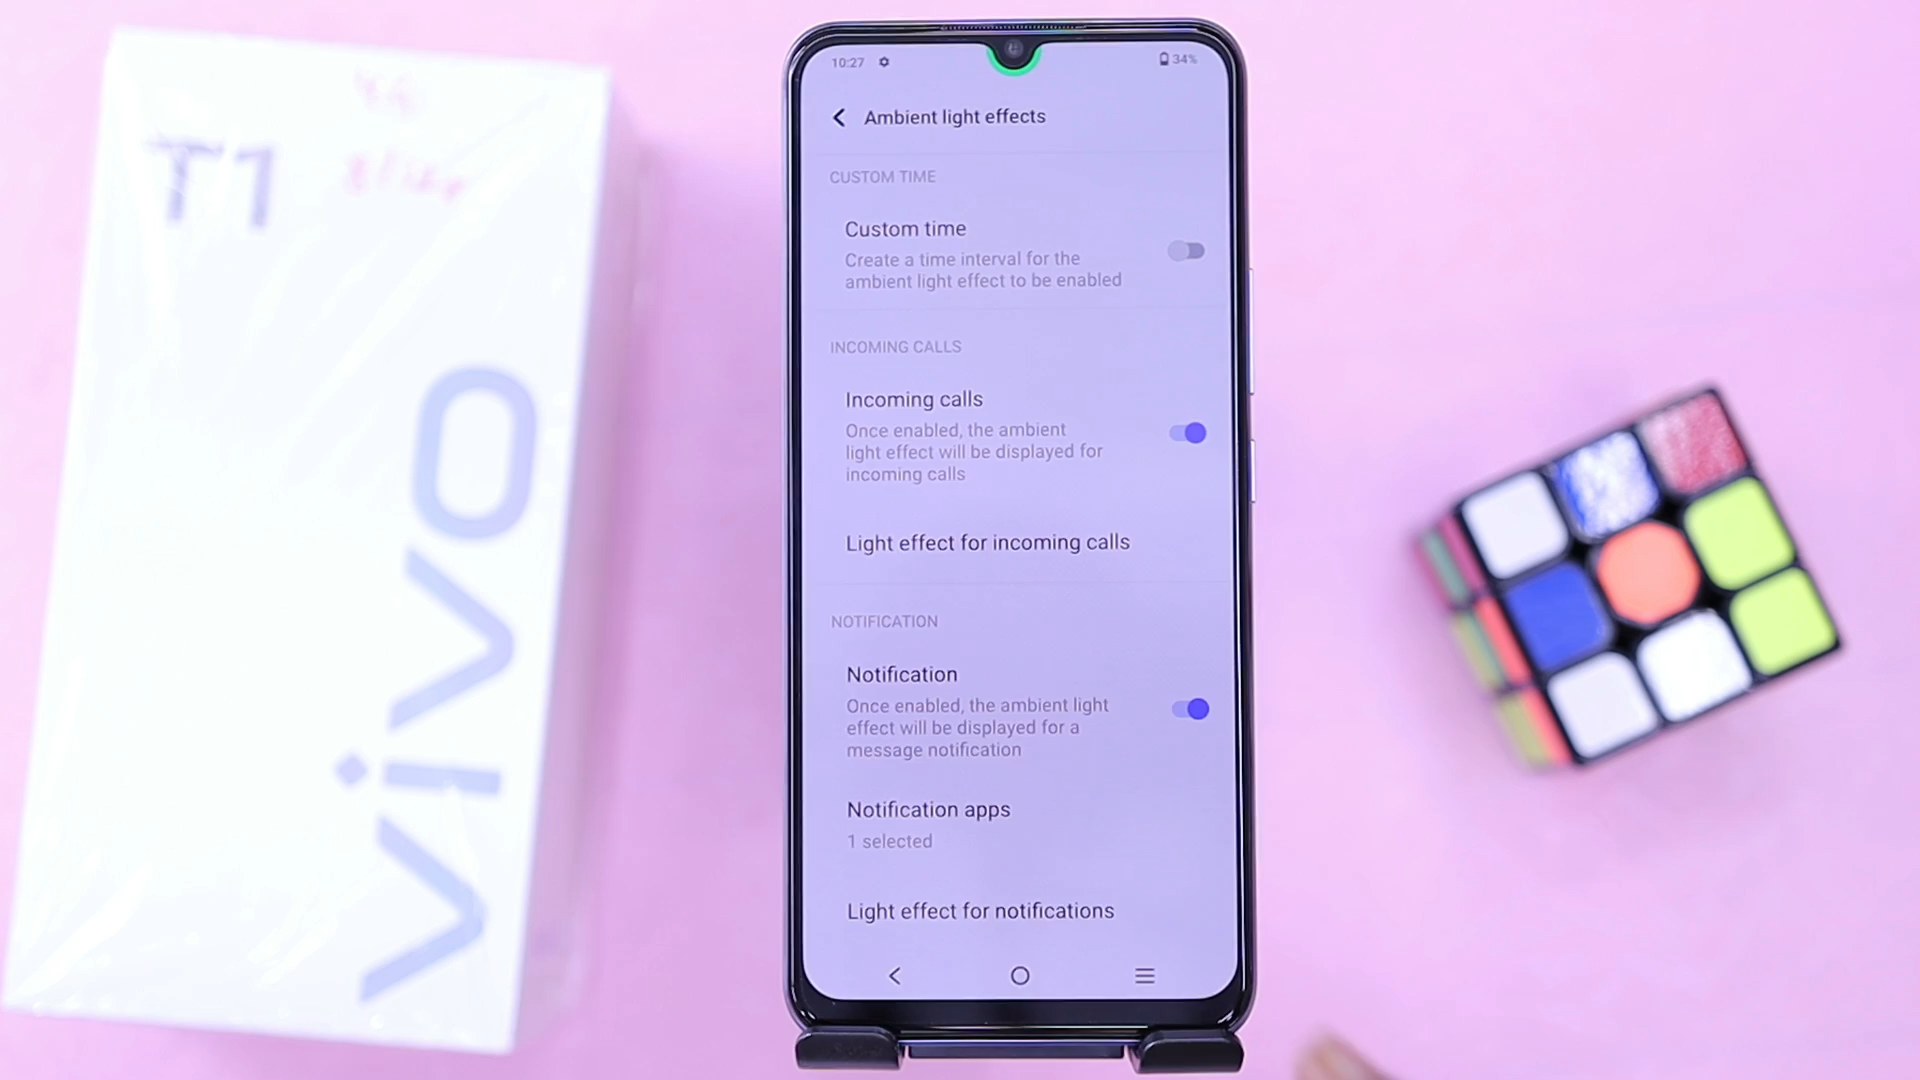 T1
vivo
10:27
34%
Ambient light effects
CUSTOM TIME
Custom time
Create a time interval for the
ambient light effect to be enabled
INCOMING CALLS
Incoming calls
Once enabled, the ambient
light effect will be displayed for
incoming calls
Light effect for incoming calls
NOTIFICATION
Notification
Once enabled, the ambient light
effect will be displayed for a
message notification
Notification apps
1 selected
Light effect for notifications